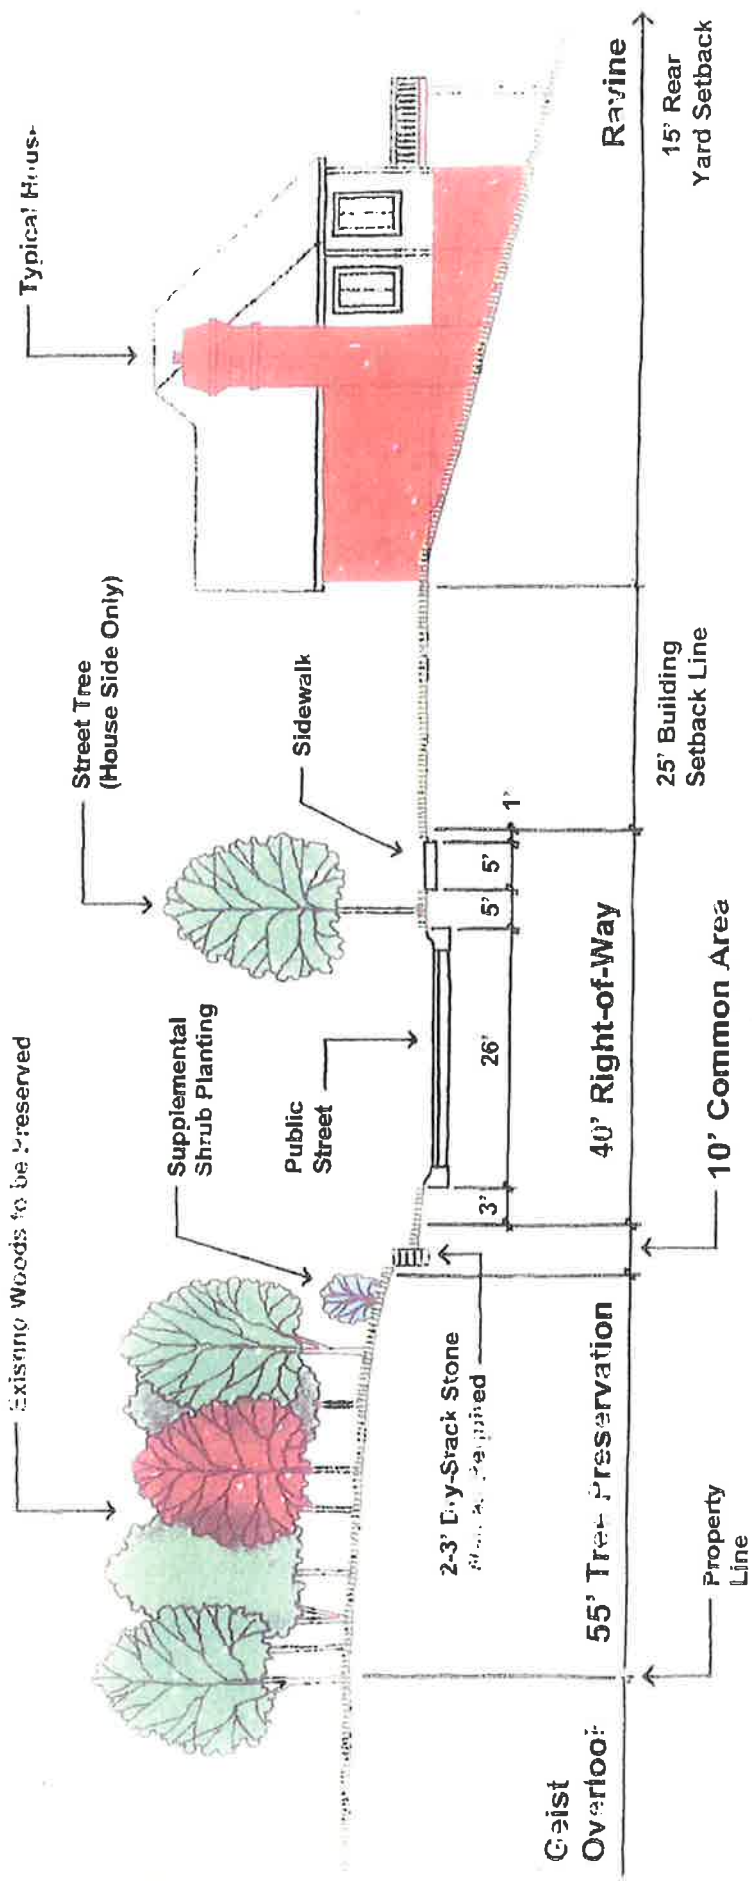 Existing Woods to be Preserved
Supplemental
Shrub Planting
Public
Street
Street Tree
(House Side Only)
Sidewalk
Typical House
2-3' Dry-Stack Stone
Required
3'
26'
5'
5'
1'
Geist
Overlook
55' Tree Preservation
40' Right-of-Way
25' Building
Setback Line
Ravine
15' Rear
Yard Setback
Property
Line
10' Common Area